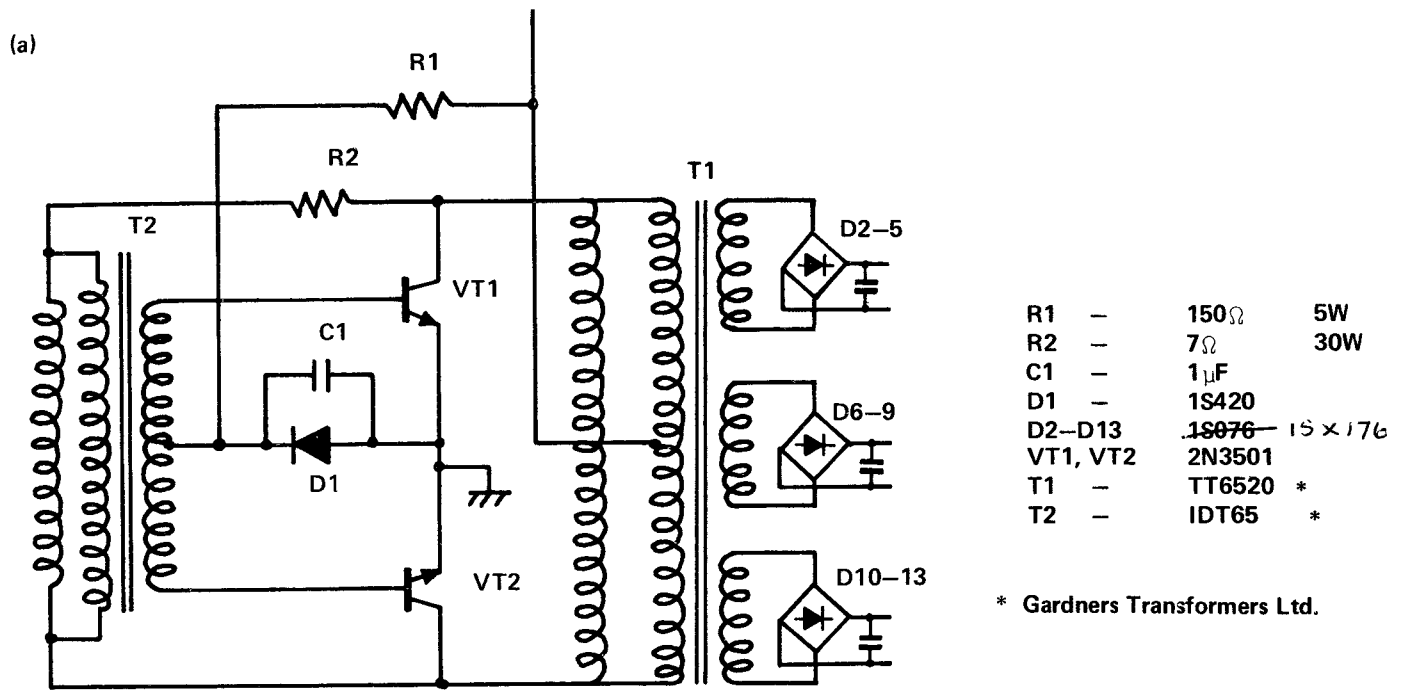 (a)
R1
R2
T1
T2
D2–5
VT1
C1
D6–9
D1
VT2
D10–13
R1 – 150Ω 5W
R2 – 7Ω 30W
C1 – 1μF
D1 – 1S420
D2–D13 1S076 1S×176
VT1, VT2 2N3501
T1 – TT6520 *
T2 – IDT65 *
* Gardners Transformers Ltd.